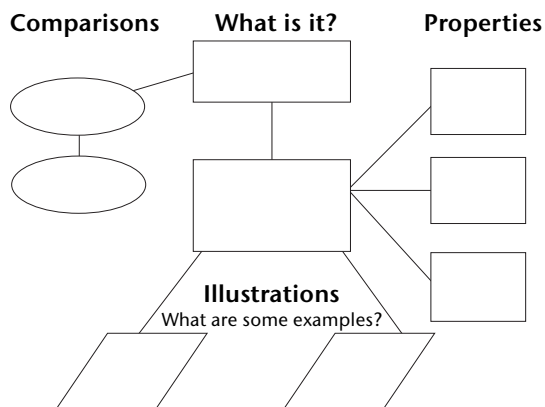 Comparisons
What is it?
Properties
Illustrations
What are some examples?